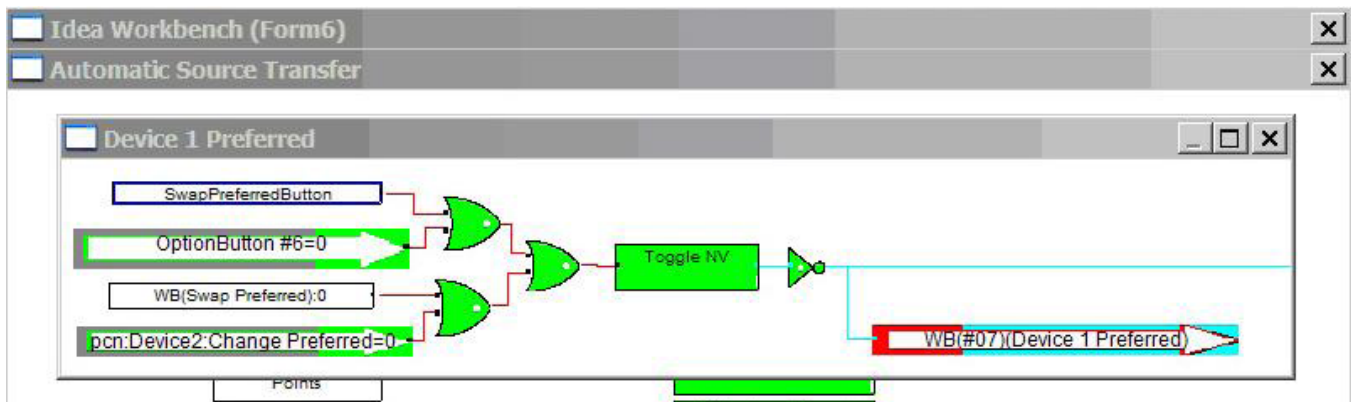 Idea Workbench (Form6)
Automatic Source Transfer
Device 1 Preferred
SwapPreferredButton
OptionButton #6=0
WB(Swap Preferred):0
pcn:Device2:Change Preferred=0
Toggle NV
WB(#07)(Device 1 Preferred)
Points